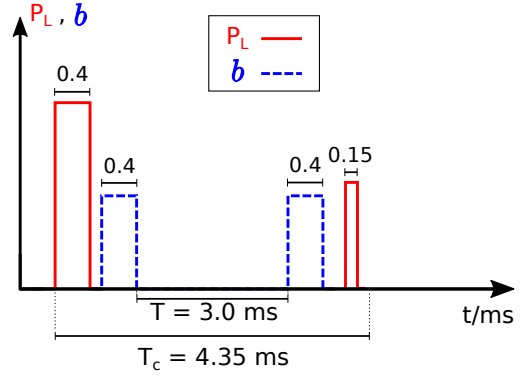 P_L , b
P_L
b
0.4
0.4
0.4
0.15
T = 3.0 ms
t/ms
T_c = 4.35 ms